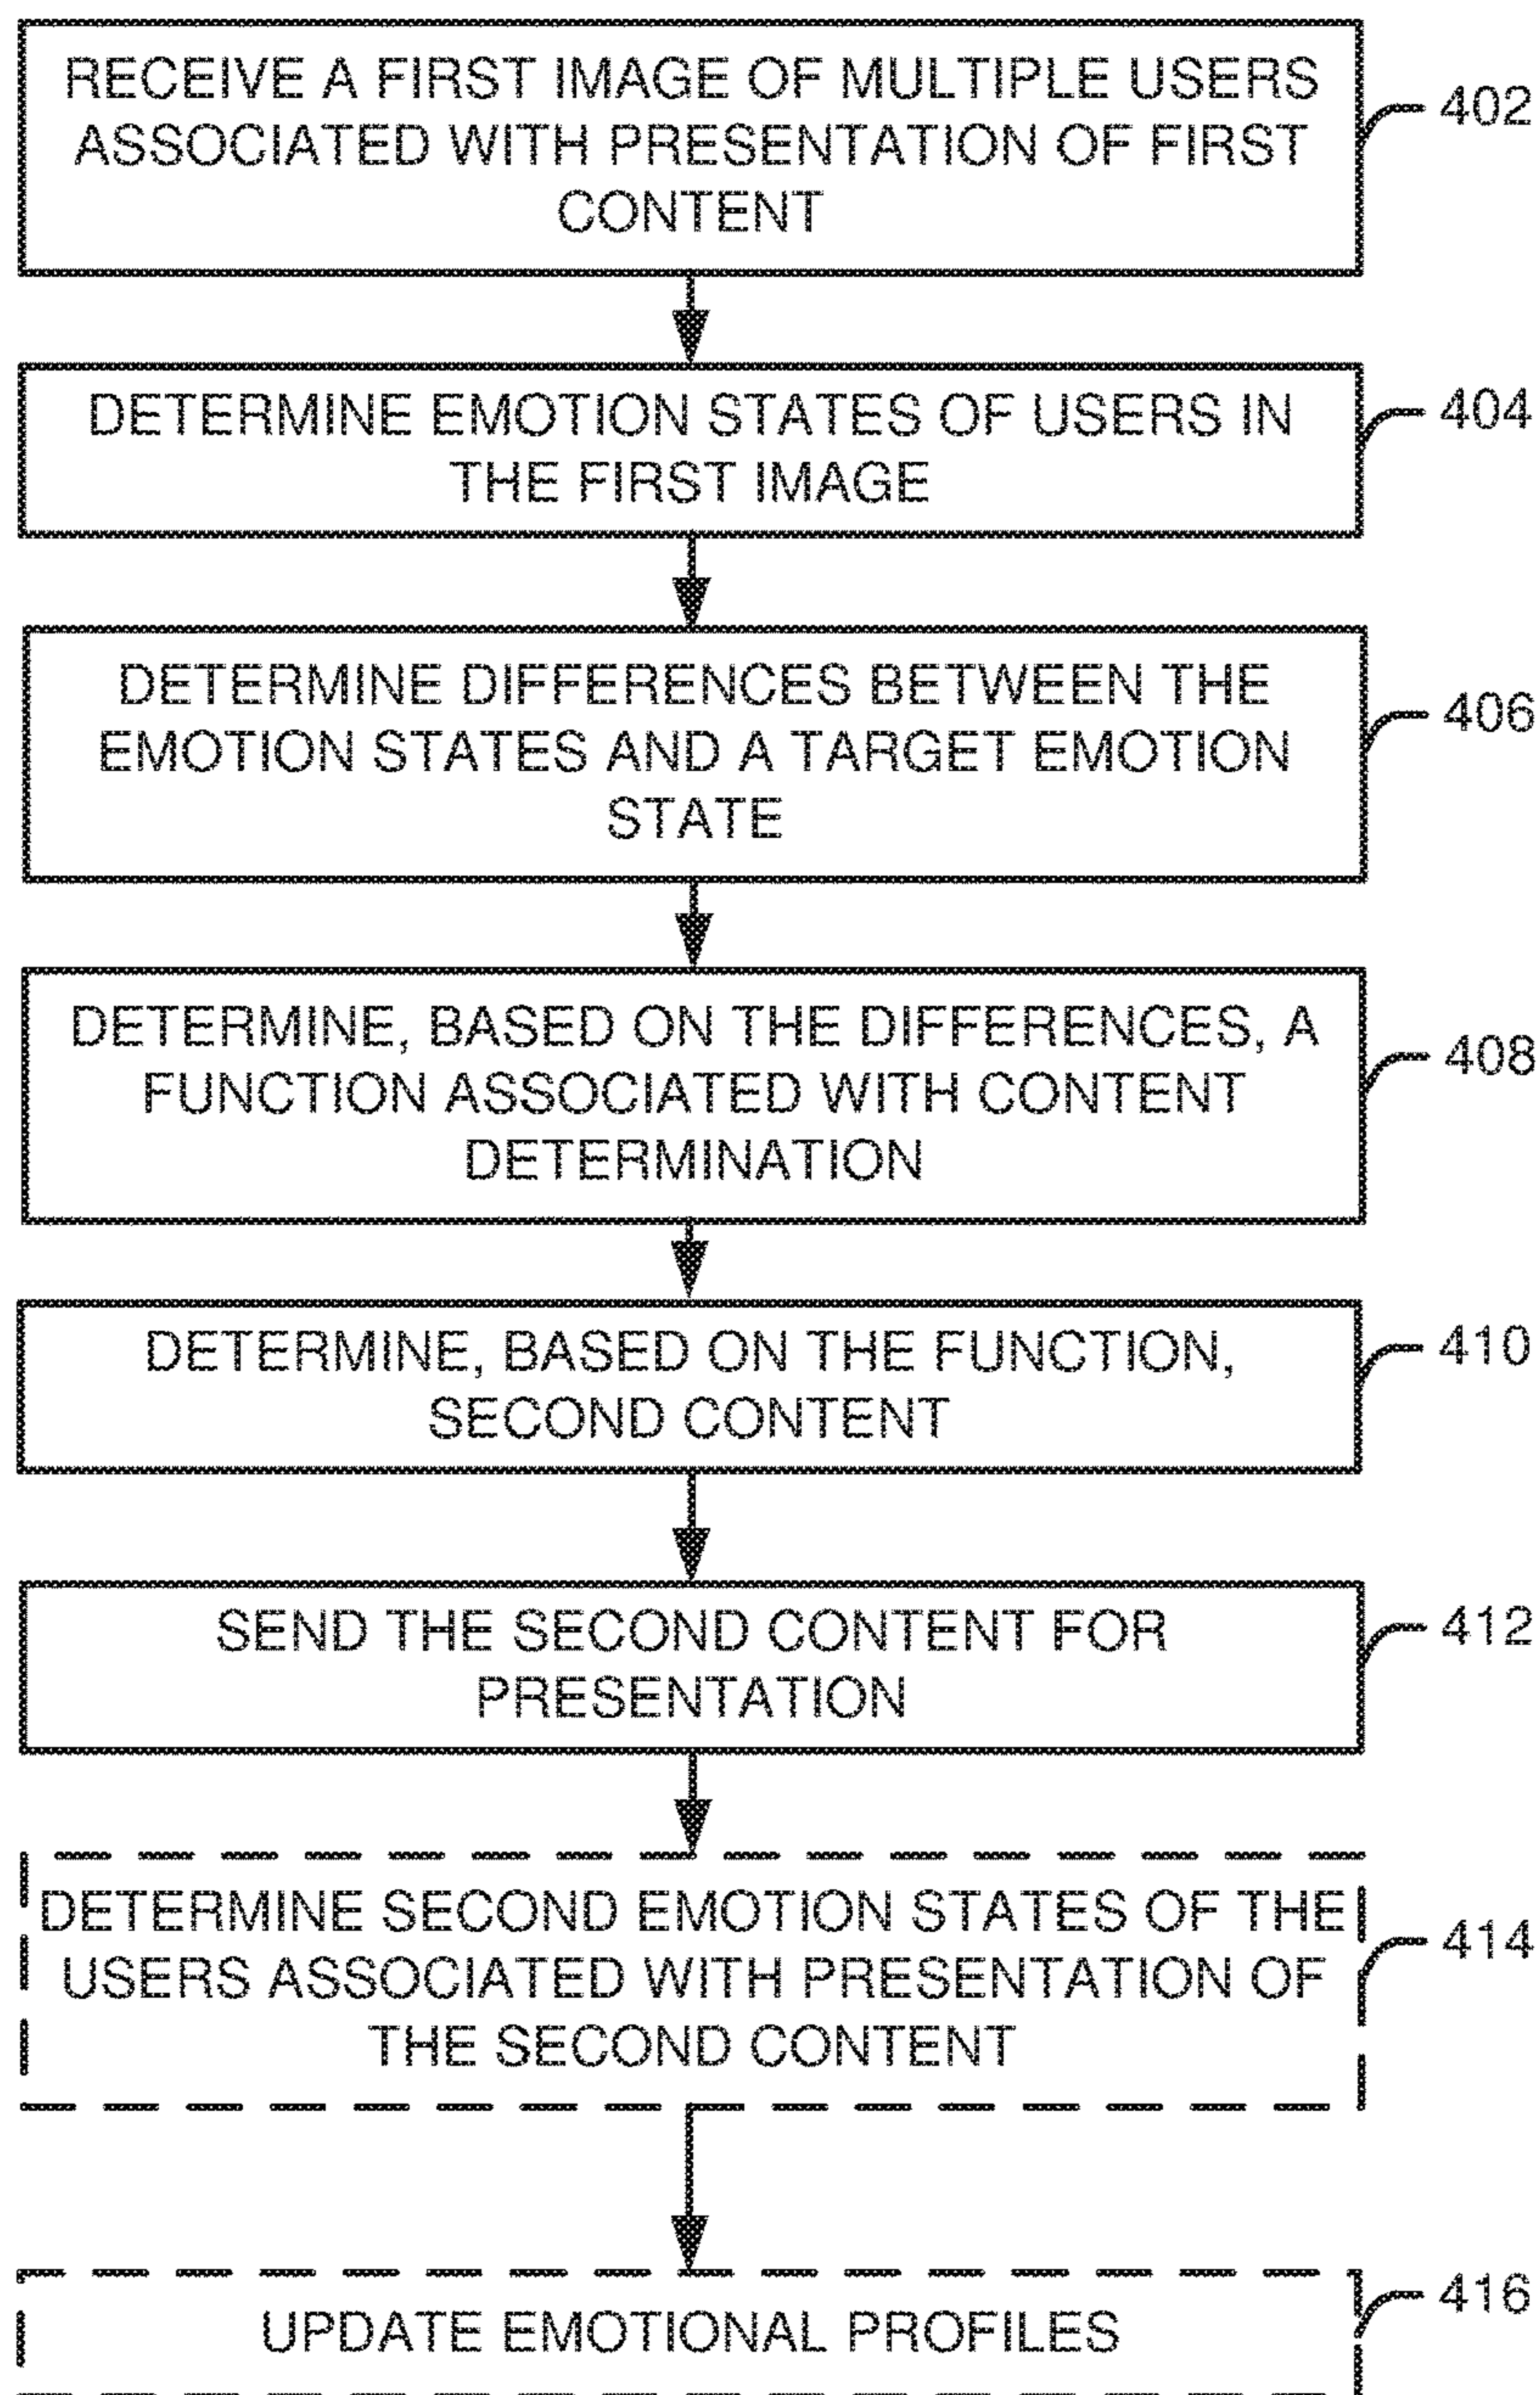 RECEIVE A FIRST IMAGE OF MULTIPLE USERS
ASSOCIATED WITH PRESENTATION OF FIRST
CONTENT
402
DETERMINE EMOTION STATES OF USERS IN
THE FIRST IMAGE
404
DETERMINE DIFFERENCES BETWEEN THE
EMOTION STATES AND A TARGET EMOTION
STATE
406
DETERMINE, BASED ON THE DIFFERENCES, A
FUNCTION ASSOCIATED WITH CONTENT
DETERMINATION
408
DETERMINE, BASED ON THE FUNCTION,
SECOND CONTENT
410
SEND THE SECOND CONTENT FOR
PRESENTATION
412
DETERMINE SECOND EMOTION STATES OF THE
USERS ASSOCIATED WITH PRESENTATION OF
THE SECOND CONTENT
414
UPDATE EMOTIONAL PROFILES
416